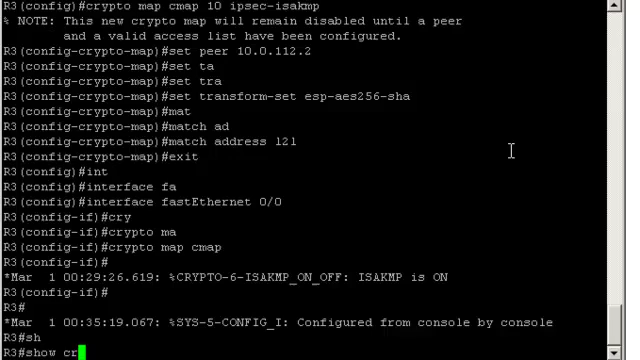 R3(config)#crypto map cmap 10 ipsec-isakmp
% NOTE: This new crypto map will remain disabled until a peer
and a valid access list have been configured.
R3(config-crypto-map)#set peer 10.0.112.2
R3(config-crypto-map)#set ta
R3(config-crypto-map)#set tra
R3(config-crypto-map)#set transform-set esp-aes256-sha
R3(config-crypto-map)#mat
R3(config-crypto-map)#match ad
R3(config-crypto-map)#match address 121
R3(config-crypto-map)#exit
R3(config)#int
R3(config)#interface fa
R3(config)#interface fastEthernet 0/0
R3(config-if)#cry
R3(config-if)#crypto ma
R3(config-if)#crypto map cmap
R3(config-if)#
*Mar  1 00:29:26.619: %CRYPTO-6-ISAKMP_ON_OFF: ISAKMP is ON
R3(config-if)#
R3#
*Mar  1 00:35:19.067: %SYS-5-CONFIG_I: Configured from console by console
R3#sh
R3#show cr